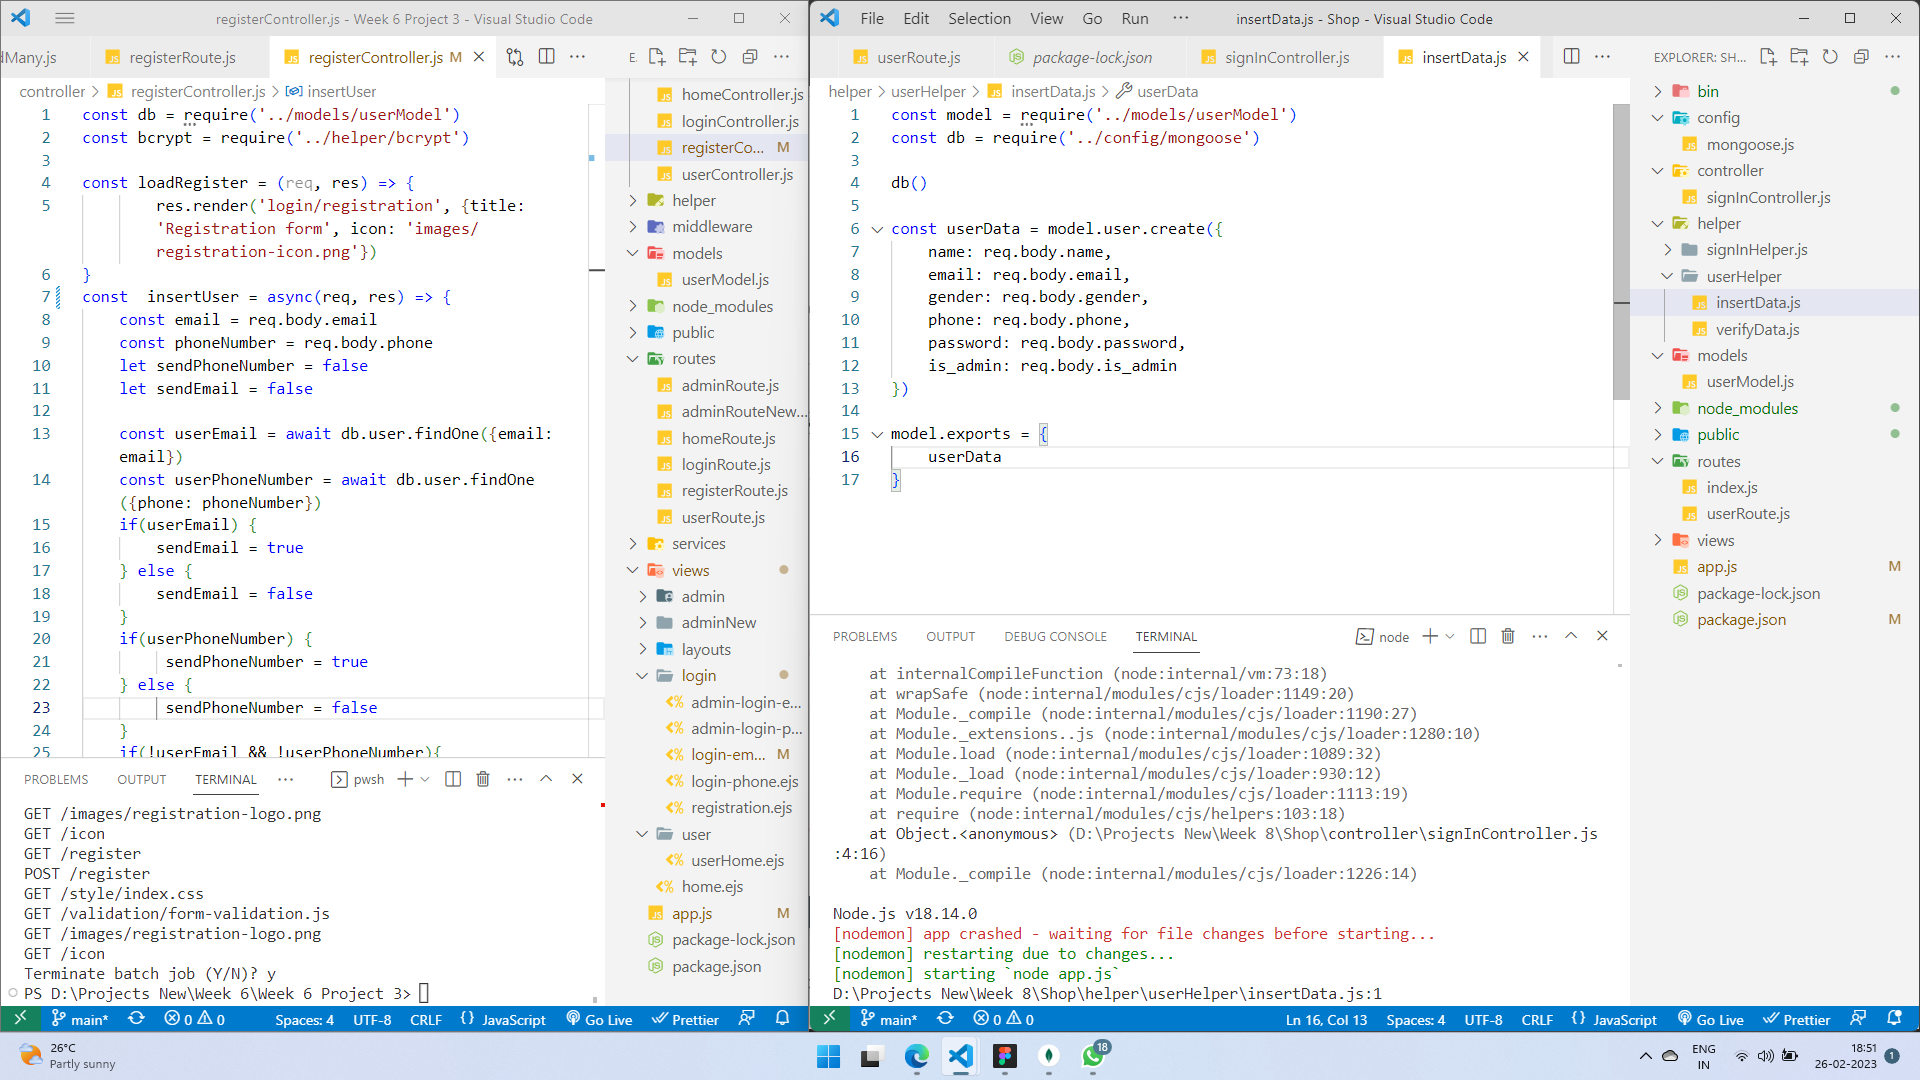 registerController.js - Week 6 Project 3 - Visual Studio Code
dMany.js
registerRoute.js
registerController.js M
E.
controller > registerController.js > insertUser
1 const db = require('../models/userModel')
2 const bcrypt = require('../helper/bcrypt')
3
4 const loadRegister = (req, res) => {
5 res.render('login/registration', {title:
'Registration form', icon: 'images/
registration-icon.png'})
6 }
7 const insertUser = async(req, res) => {
8 const email = req.body.email
9 const phoneNumber = req.body.phone
10 let sendPhoneNumber = false
11 let sendEmail = false
12
13 const userEmail = await db.user.findOne({email:
email})
14 const userPhoneNumber = await db.user.findOne
({phone: phoneNumber})
15 if(userEmail) {
16 sendEmail = true
17 } else {
18 sendEmail = false
19 }
20 if(userPhoneNumber) {
21 sendPhoneNumber = true
22 } else {
23 sendPhoneNumber = false
24 }
25 if(!userEmail && !userPhoneNumber){
homeController.js
loginController.js
registerCo... M
userController.js
helper
middleware
models
userModel.js
node_modules
public
routes
adminRoute.js
adminRouteNew...
homeRoute.js
loginRoute.js
registerRoute.js
userRoute.js
services
views
admin
adminNew
layouts
login
admin-login-e...
admin-login-p...
login-em... M
login-phone.ejs
registration.ejs
user
userHome.ejs
home.ejs
app.js M
package-lock.json
package.json
PROBLEMS OUTPUT TERMINAL ... pwsh
GET /images/registration-logo.png
GET /icon
GET /register
POST /register
GET /style/index.css
GET /validation/form-validation.js
GET /images/registration-logo.png
GET /icon
Terminate batch job (Y/N)? y
PS D:\Projects New\Week 6\Week 6 Project 3>
main* 0 0 Spaces: 4 UTF-8 CRLF {} JavaScript Go Live Prettier
File Edit Selection View Go Run ... insertData.js - Shop - Visual Studio Code
userRoute.js
package-lock.json
signInController.js
insertData.js
EXPLORER: SH...
helper > userHelper > insertData.js > userData
1 const model = require('../models/userModel')
2 const db = require('../config/mongoose')
3
4 db()
5
6 const userData = model.user.create({
7 name: req.body.name,
8 email: req.body.email,
9 gender: req.body.gender,
10 phone: req.body.phone,
11 password: req.body.password,
12 is_admin: req.body.is_admin
13 })
14
15 model.exports = {
16 userData
17 }
bin
config
mongoose.js
controller
signInController.js
helper
signInHelper.js
userHelper
insertData.js
verifyData.js
models
userModel.js
node_modules
public
routes
index.js
userRoute.js
views
app.js M
package-lock.json
package.json M
PROBLEMS OUTPUT DEBUG CONSOLE TERMINAL node
at internalCompileFunction (node:internal/vm:73:18)
at wrapSafe (node:internal/modules/cjs/loader:1149:20)
at Module._compile (node:internal/modules/cjs/loader:1190:27)
at Module._extensions..js (node:internal/modules/cjs/loader:1280:10)
at Module.load (node:internal/modules/cjs/loader:1089:32)
at Module._load (node:internal/modules/cjs/loader:930:12)
at Module.require (node:internal/modules/cjs/loader:1113:19)
at require (node:internal/modules/cjs/helpers:103:18)
at Object.<anonymous> (D:\Projects New\Week 8\Shop\controller\signInController.js
:4:16)
at Module._compile (node:internal/modules/cjs/loader:1226:14)
Node.js v18.14.0
[nodemon] app crashed - waiting for file changes before starting...
[nodemon] restarting due to changes...
[nodemon] starting `node app.js`
D:\Projects New\Week 8\Shop\helper\userHelper\insertData.js:1
main* 0 0 Ln 16, Col 13 Spaces: 4 UTF-8 CRLF {} JavaScript Go Live Prettier
26°C
Partly sunny
18
ENG
IN
18:51
26-02-2023
1